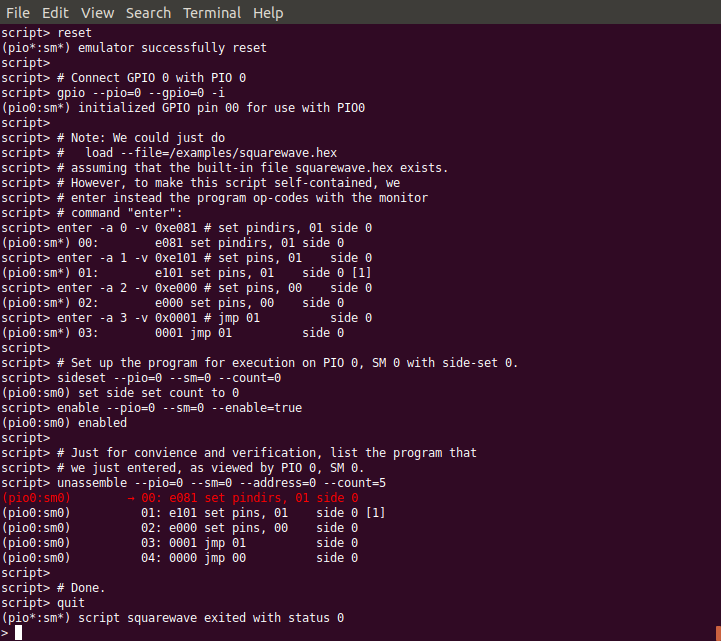 File Edit View Search Terminal Help
script> reset
(pio*:sm*) emulator successfully reset
script>
script> # Connect GPIO 0 with PIO 0
script> gpio --pio=0 --gpio=0 -i
(pio0:sm*) initialized GPIO pin 00 for use with PIO0
script>
script> # Note: We could just do
script> #   load --file=/examples/squarewave.hex
script> # assuming that the built-in file squarewave.hex exists.
script> # However, to make this script self-contained, we
script> # enter instead the program op-codes with the monitor
script> # command "enter":
script> enter -a 0 -v 0xe081 # set pindirs, 01 side 0
(pio0:sm*) 00:        e081 set pindirs, 01 side 0
script> enter -a 1 -v 0xe101 # set pins, 01    side 0
(pio0:sm*) 01:        e101 set pins, 01    side 0 [1]
script> enter -a 2 -v 0xe000 # set pins, 00    side 0
(pio0:sm*) 02:        e000 set pins, 00    side 0
script> enter -a 3 -v 0x0001 # jmp 01          side 0
(pio0:sm*) 03:        0001 jmp 01          side 0
script>
script> # Set up the program for execution on PIO 0, SM 0 with side-set 0.
script> sideset --pio=0 --sm=0 --count=0
(pio0:sm0) set side set count to 0
script> enable --pio=0 --sm=0 --enable=true
(pio0:sm0) enabled
script>
script> # Just for convience and verification, list the program that
script> # we just entered, as viewed by PIO 0, SM 0.
script> unassemble --pio=0 --sm=0 --address=0 --count=5
(pio0:sm0)        → 00: e081 set pindirs, 01 side 0
(pio0:sm0)          01: e101 set pins, 01    side 0 [1]
(pio0:sm0)          02: e000 set pins, 00    side 0
(pio0:sm0)          03: 0001 jmp 01          side 0
(pio0:sm0)          04: 0000 jmp 00          side 0
script>
script> # Done.
script> quit
(pio*:sm*) script squarewave exited with status 0
>